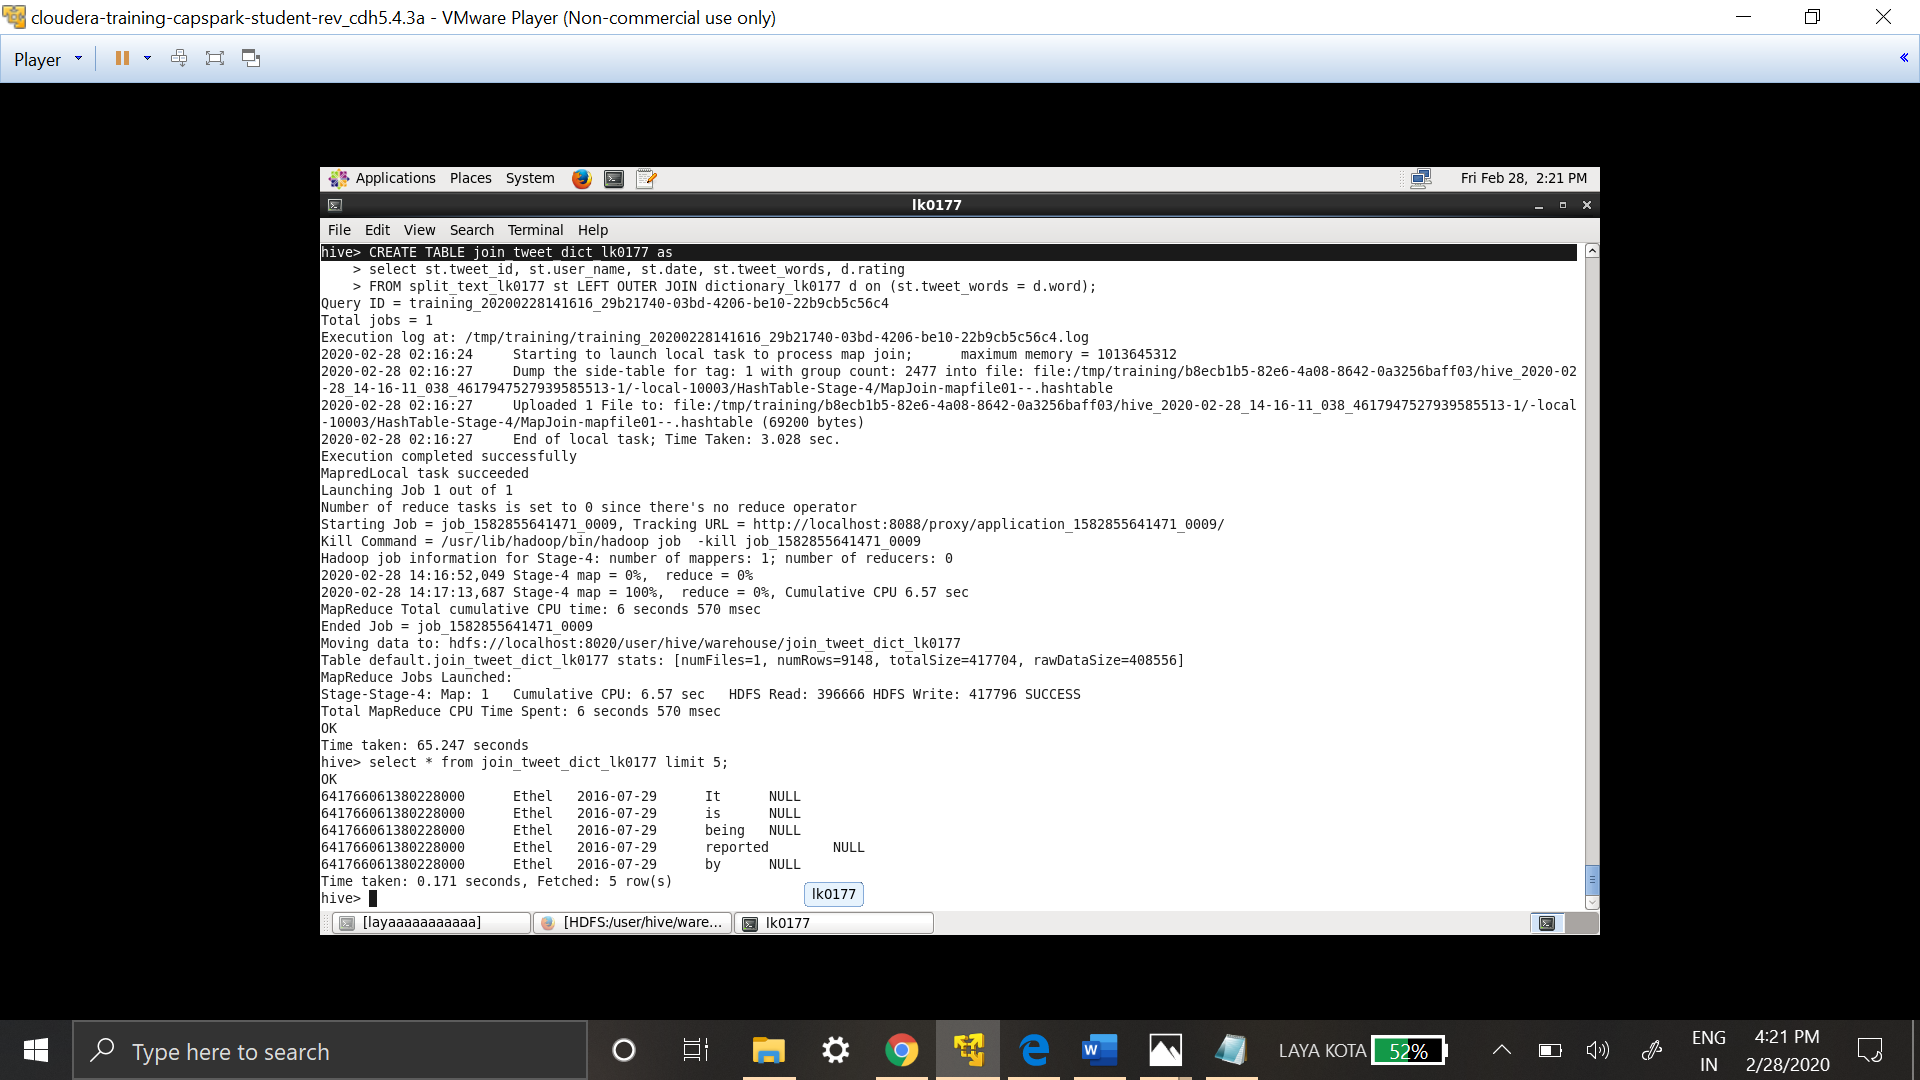 cloudera-training-capspark-student-rev_cdh5.4.3a - VMware Player (Non-commercial use only)
Player
Applications Places System Fri Feb 28, 2:21 PM
lk0177
File Edit View Search Terminal Help
hive> CREATE TABLE join_tweet_dict_lk0177 as
    > select st.tweet_id, st.user_name, st.date, st.tweet_words, d.rating
    > FROM split_text_lk0177 st LEFT OUTER JOIN dictionary_lk0177 d on (st.tweet_words = d.word);
Query ID = training_20200228141616_29b21740-03bd-4206-be10-22b9cb5c56c4
Total jobs = 1
Execution log at: /tmp/training/training_20200228141616_29b21740-03bd-4206-be10-22b9cb5c56c4.log
2020-02-28 02:16:24     Starting to launch local task to process map join;      maximum memory = 1013645312
2020-02-28 02:16:27     Dump the side-table for tag: 1 with group count: 2477 into file: file:/tmp/training/b8ecb1b5-82e6-4a08-8642-0a3256baff03/hive_2020-02
-28_14-16-11_038_4617947527939585513-1/-local-10003/HashTable-Stage-4/MapJoin-mapfile01--.hashtable
2020-02-28 02:16:27     Uploaded 1 File to: file:/tmp/training/b8ecb1b5-82e6-4a08-8642-0a3256baff03/hive_2020-02-28_14-16-11_038_4617947527939585513-1/-local
-10003/HashTable-Stage-4/MapJoin-mapfile01--.hashtable (69200 bytes)
2020-02-28 02:16:27     End of local task; Time Taken: 3.028 sec.
Execution completed successfully
MapredLocal task succeeded
Launching Job 1 out of 1
Number of reduce tasks is set to 0 since there's no reduce operator
Starting Job = job_1582855641471_0009, Tracking URL = http://localhost:8088/proxy/application_1582855641471_0009/
Kill Command = /usr/lib/hadoop/bin/hadoop job  -kill job_1582855641471_0009
Hadoop job information for Stage-4: number of mappers: 1; number of reducers: 0
2020-02-28 14:16:52,049 Stage-4 map = 0%,  reduce = 0%
2020-02-28 14:17:13,687 Stage-4 map = 100%,  reduce = 0%, Cumulative CPU 6.57 sec
MapReduce Total cumulative CPU time: 6 seconds 570 msec
Ended Job = job_1582855641471_0009
Moving data to: hdfs://localhost:8020/user/hive/warehouse/join_tweet_dict_lk0177
Table default.join_tweet_dict_lk0177 stats: [numFiles=1, numRows=9148, totalSize=417704, rawDataSize=408556]
MapReduce Jobs Launched:
Stage-Stage-4: Map: 1   Cumulative CPU: 6.57 sec   HDFS Read: 396666 HDFS Write: 417796 SUCCESS
Total MapReduce CPU Time Spent: 6 seconds 570 msec
OK
Time taken: 65.247 seconds
hive> select * from join_tweet_dict_lk0177 limit 5;
OK
641766061380228000      Ethel   2016-07-29      It      NULL
641766061380228000      Ethel   2016-07-29      is      NULL
641766061380228000      Ethel   2016-07-29      being   NULL
641766061380228000      Ethel   2016-07-29      reported        NULL
641766061380228000      Ethel   2016-07-29      by      NULL
Time taken: 0.171 seconds, Fetched: 5 row(s)
hive>
lk0177
[layaaaaaaaaaaa] [HDFS:/user/hive/ware... lk0177
Type here to search LAYA KOTA 52% ENG 4:21 PM
IN 2/28/2020